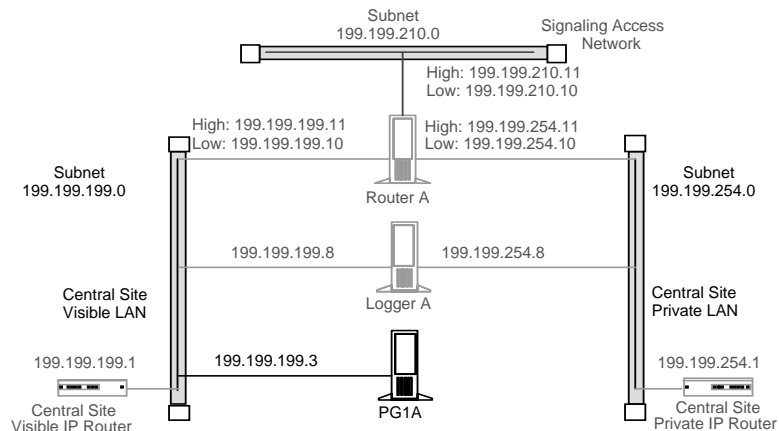 Subnet
199.199.210.0
Signaling Access
Network
High: 199.199.210.11
Low: 199.199.210.10
High: 199.199.199.11
Low: 199.199.199.10
High: 199.199.254.11
Low: 199.199.254.10
Subnet
199.199.199.0
Subnet
199.199.254.0
Router A
199.199.199.8
199.199.254.8
Logger A
Central Site
Visible LAN
Central Site
Private LAN
199.199.199.1
199.199.199.3
199.199.254.1
PG1A
Central Site
Visible IP Router
Central Site
Private IP Router